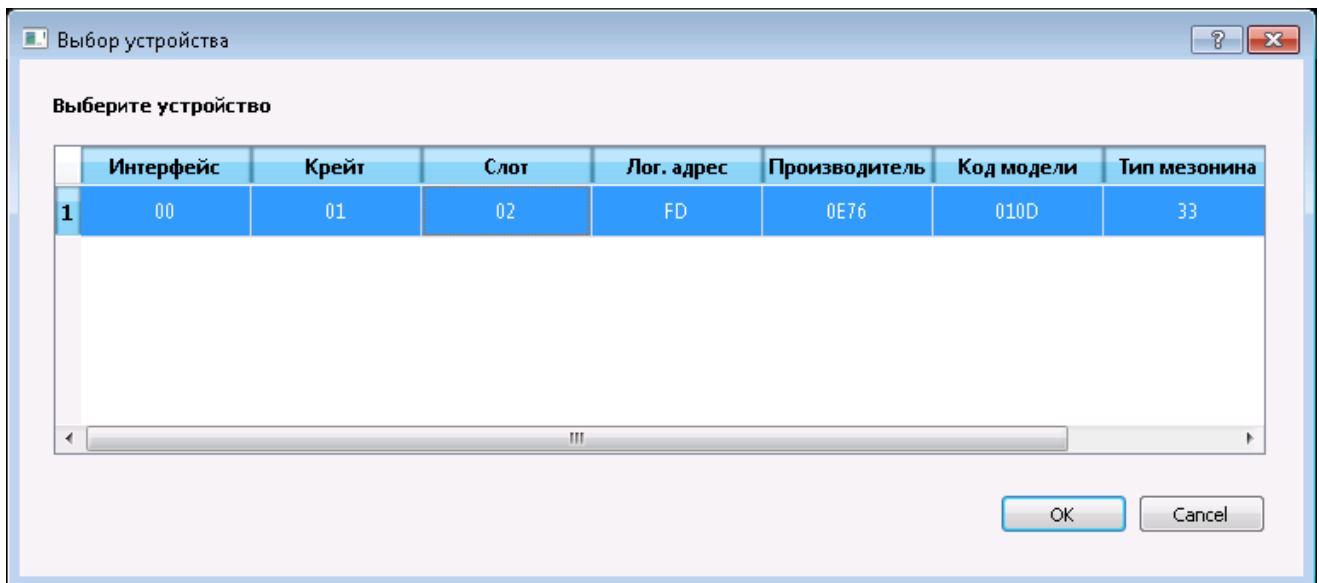 Выбор устройства
Выберите устройство
Интерфейс Крейт Слот Лог. адрес Производитель Код модели Тип мезонина
1 00 01 02 FD 0E76 010D 33
OK Cancel